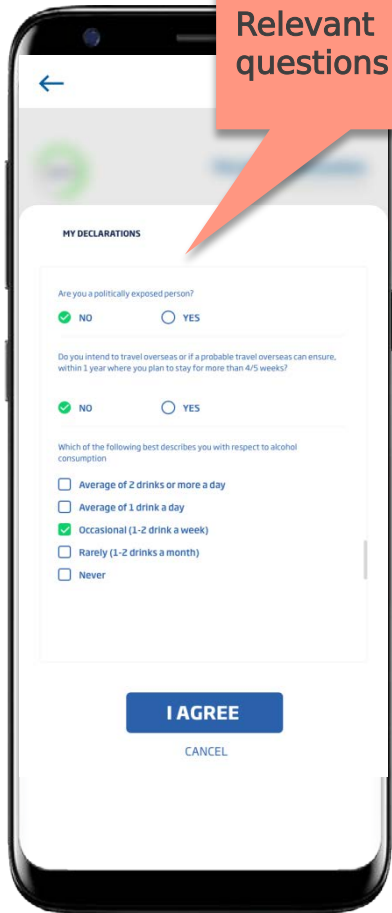 Relevant
questions
MY DECLARATIONS
Are you a politically exposed person?
NO YES
Do you intend to travel overseas or if a probable travel overseas can ensure,
within 1 year where you plan to stay for more than 4/5 weeks?
NO YES
Which of the following best describes you with respect to alcohol
consumption
Average of 2 drinks or more a day
Average of 1 drink a day
Occasional (1-2 drink a week)
Rarely (1-2 drinks a month)
Never
I AGREE
CANCEL